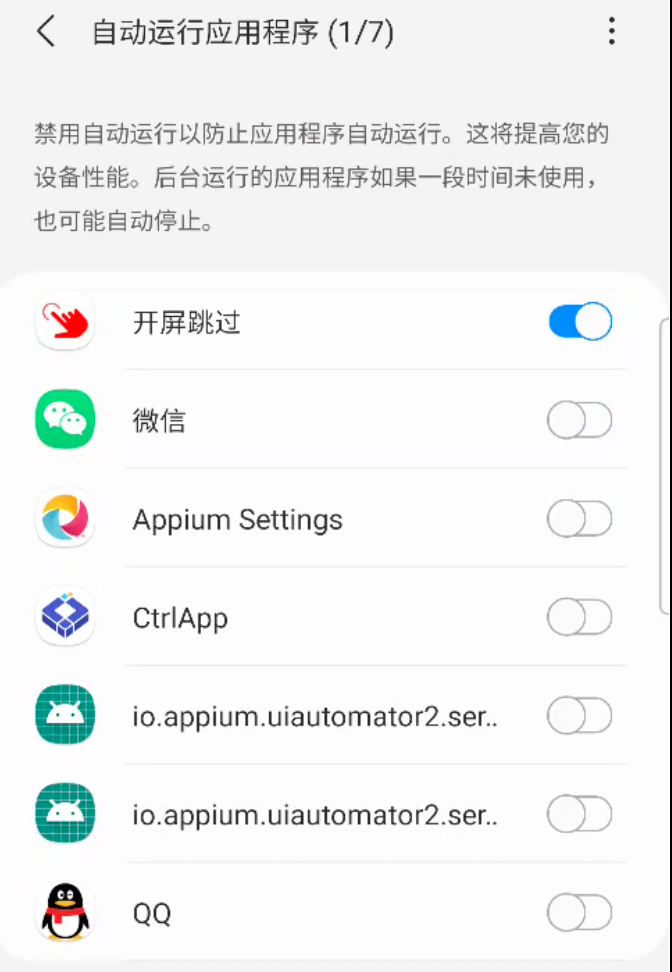 自动运行应用程序 (1/7)
禁用自动运行以防止应用程序自动运行。这将提高您的
设备性能。后台运行的应用程序如果一段时间未使用，
也可能自动停止。
开屏跳过
微信
Appium Settings
CtrlApp
io.appium.uiautomator2.ser..
io.appium.uiautomator2.ser..
QQ